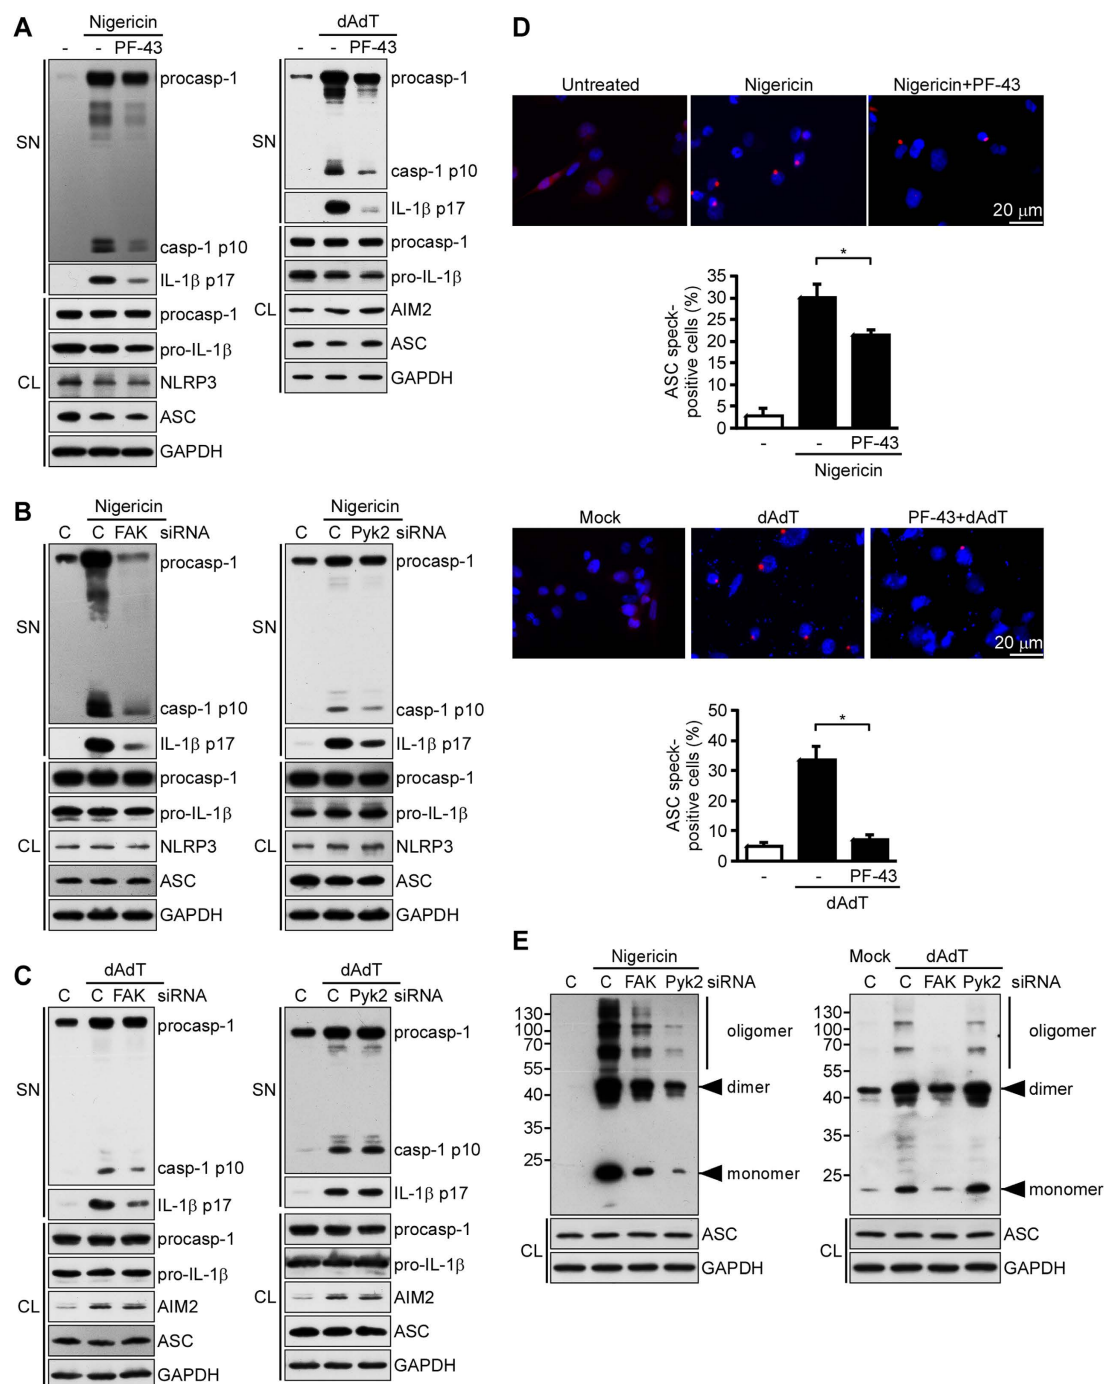 A
Nigericin
- - PF-43
SN
procasp-1
casp-1 p10
IL-1β p17
CL
procasp-1
pro-IL-1β
NLRP3
ASC
GAPDH
dAdT
- - PF-43
SN
procasp-1
casp-1 p10
IL-1β p17
CL
procasp-1
pro-IL-1β
AIM2
ASC
GAPDH
B
Nigericin
C C FAK siRNA
SN
procasp-1
casp-1 p10
IL-1β p17
CL
procasp-1
pro-IL-1β
NLRP3
ASC
GAPDH
Nigericin
C C Pyk2 siRNA
SN
procasp-1
casp-1 p10
IL-1β p17
CL
procasp-1
pro-IL-1β
NLRP3
ASC
GAPDH
C
dAdT
C C FAK siRNA
SN
procasp-1
casp-1 p10
IL-1β p17
CL
procasp-1
pro-IL-1β
AIM2
ASC
GAPDH
dAdT
C C Pyk2 siRNA
SN
procasp-1
casp-1 p10
IL-1β p17
CL
procasp-1
pro-IL-1β
AIM2
ASC
GAPDH
D
Untreated Nigericin Nigericin+PF-43
20 μm
ASC speck-
positive cells (%)
35
30
25
20
15
10
5
0
*
- - PF-43
Nigericin
Mock dAdT PF-43+dAdT
20 μm
ASC speck-
positive cells (%)
50
40
30
20
10
0
*
- - PF-43
dAdT
E
Nigericin
C C FAK Pyk2 siRNA
130
100
70
55
40
35
25
oligomer
dimer
monomer
CL
ASC
GAPDH
Mock dAdT
C C FAK Pyk2 siRNA
130
100
70
55
40
35
25
oligomer
dimer
monomer
CL
ASC
GAPDH